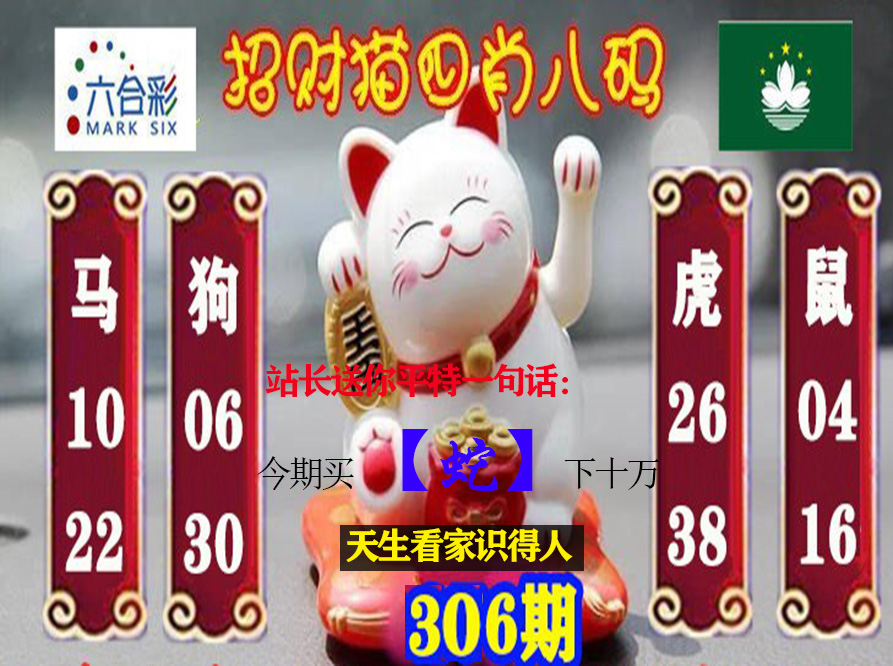 六合彩
MARK SIX
招财猫四肖八码
马
10
22
狗
06
30
虎
26
38
鼠
04
16
站长送你平特一句话：
今期买【蛇】下十万
天生看家识得人
306期